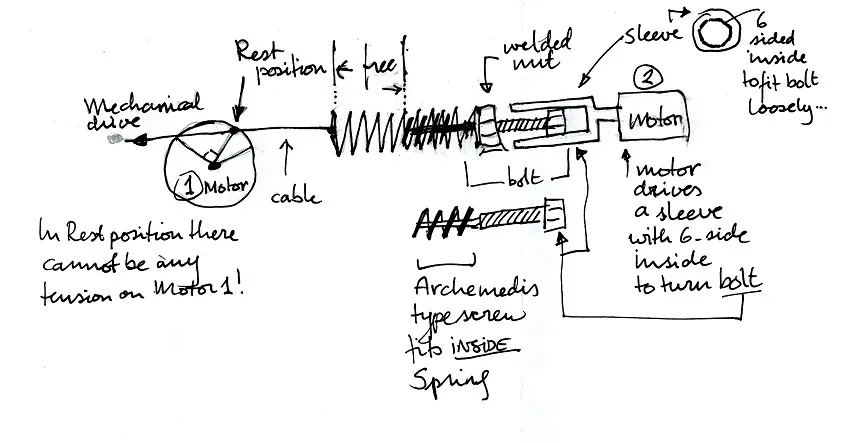 Rest
position
free
welded
nut
sleeve
6
sided
inside
to fit bolt
loosely...
Mechanical
drive
1 Motor
cable
bolt
2
Motor
motor
drives
a sleeve
with 6-side
inside
to turn bolt
In Rest position there
cannot be any
tension on Motor 1!
Archemedis
type screw
fits INSIDE
Spring